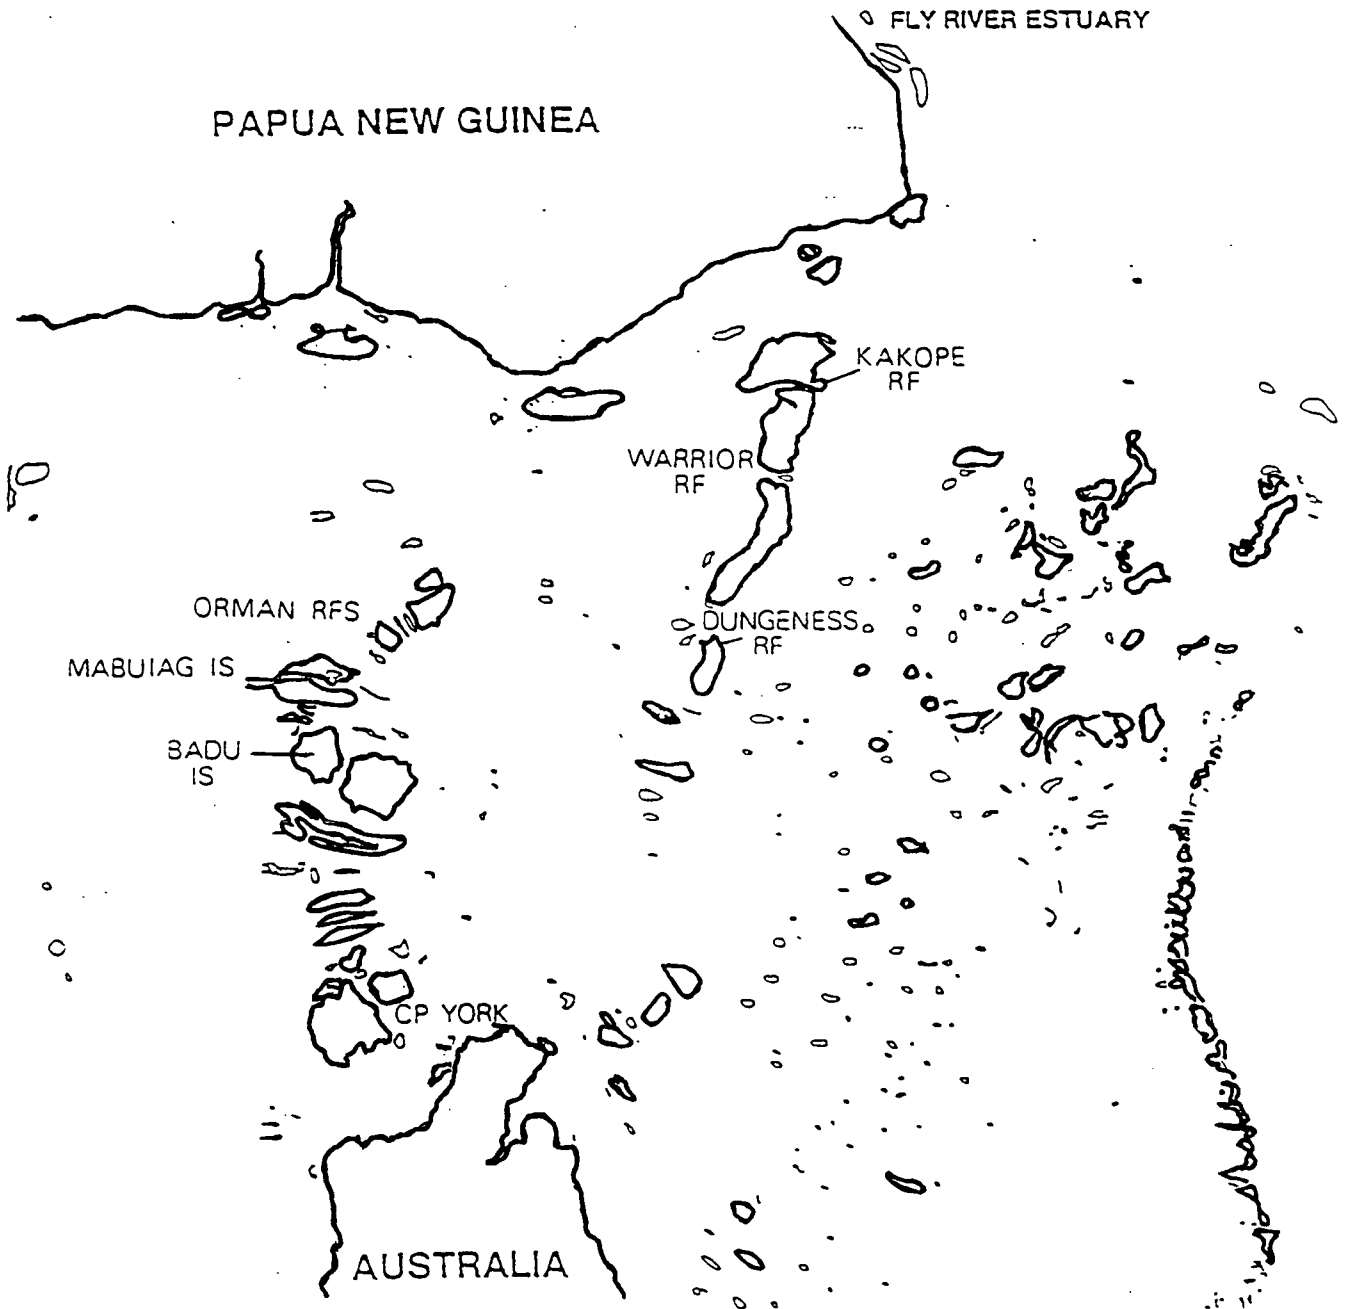 FLY RIVER ESTUARY
PAPUA NEW GUINEA
KAKOPE
RF
WARRIOR
RF
ORMAN RFS
DUNGENESS
RF
MABUIAG IS
BADU
IS
CP YORK
AUSTRALIA